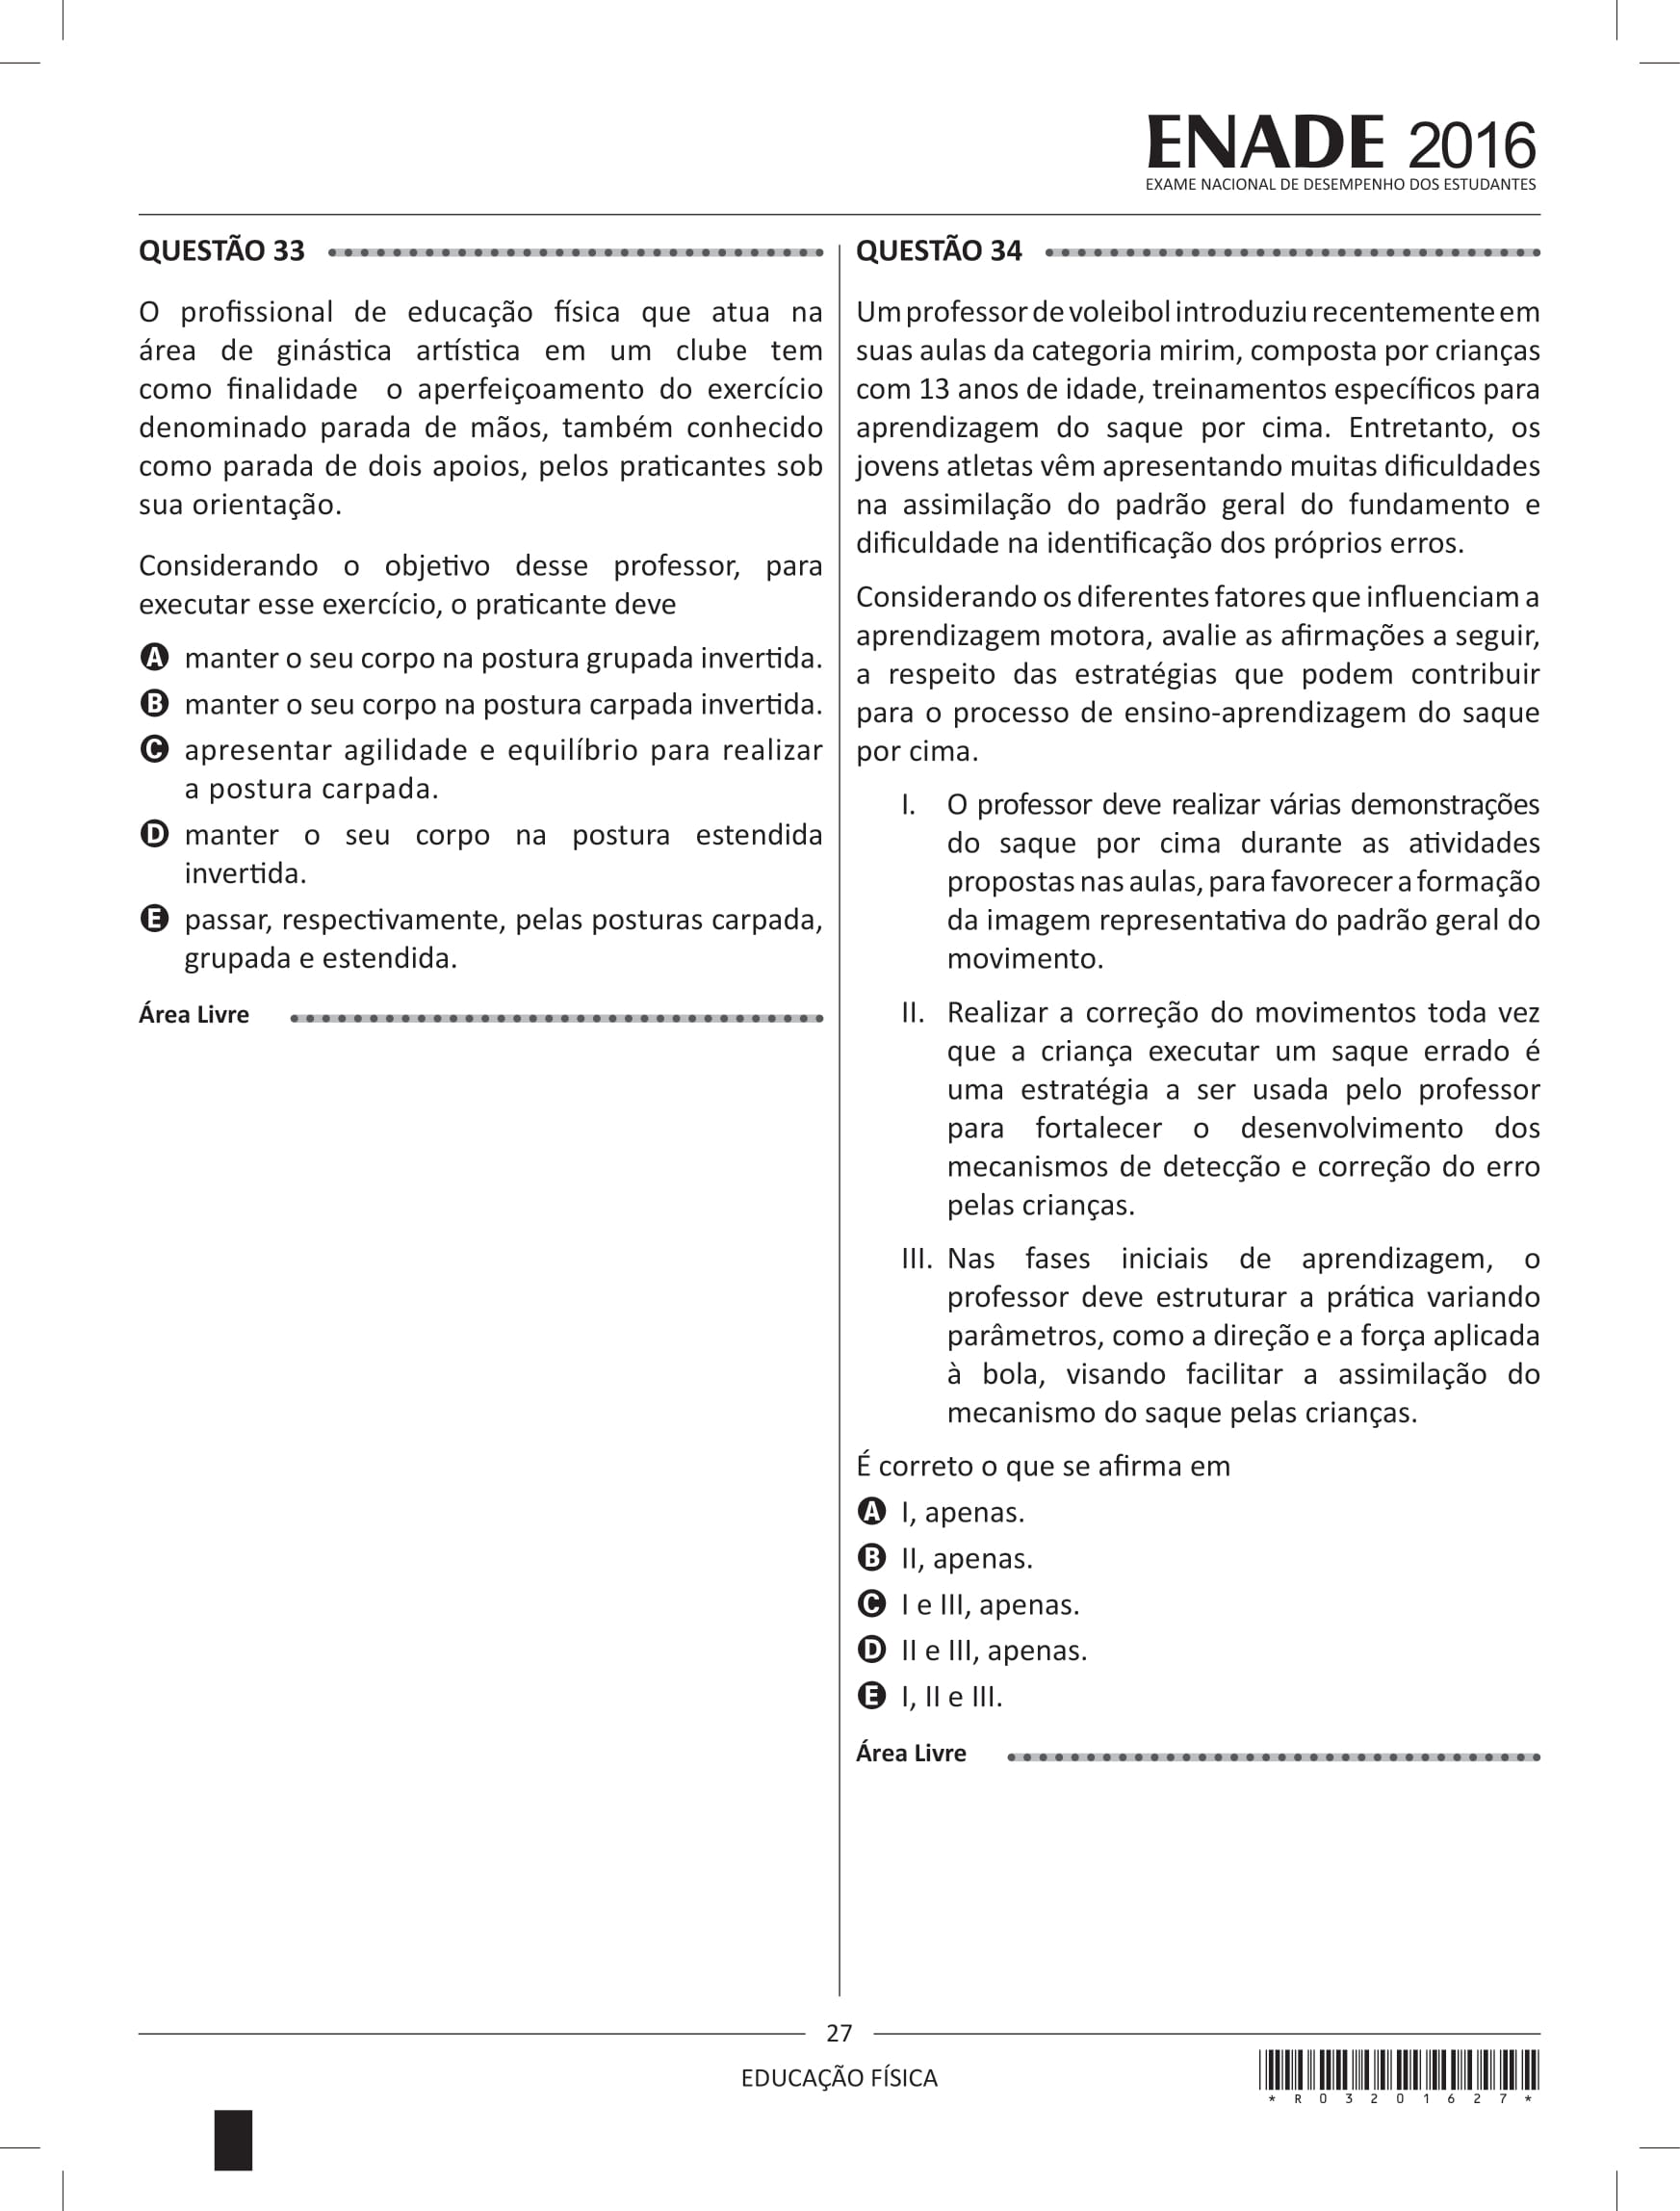 ENADE 2016
EXAME NACIONAL DE DESEMPENHO DOS ESTUDANTES
QUESTÃO 33
O profissional de educação física que atua na
área de ginástica artística em um clube tem
como finalidade o aperfeiçoamento do exercício
denominado parada de mãos, também conhecido
como parada de dois apoios, pelos praticantes sob
sua orientação.
Considerando o objetivo desse professor, para
executar esse exercício, o praticante deve
A manter o seu corpo na postura grupada invertida.
B manter o seu corpo na postura carpada invertida.
C apresentar agilidade e equilíbrio para realizar
a postura carpada.
D manter o seu corpo na postura estendida
invertida.
E passar, respectivamente, pelas posturas carpada,
grupada e estendida.
Área Livre
QUESTÃO 34
Um professor de voleibol introduziu recentemente em
suas aulas da categoria mirim, composta por crianças
com 13 anos de idade, treinamentos específicos para
aprendizagem do saque por cima. Entretanto, os
jovens atletas vêm apresentando muitas dificuldades
na assimilação do padrão geral do fundamento e
dificuldade na identificação dos próprios erros.
Considerando os diferentes fatores que influenciam a
aprendizagem motora, avalie as afirmações a seguir,
a respeito das estratégias que podem contribuir
para o processo de ensino-aprendizagem do saque
por cima.
I. O professor deve realizar várias demonstrações
do saque por cima durante as atividades
propostas nas aulas, para favorecer a formação
da imagem representativa do padrão geral do
movimento.
II. Realizar a correção do movimentos toda vez
que a criança executar um saque errado é
uma estratégia a ser usada pelo professor
para fortalecer o desenvolvimento dos
mecanismos de detecção e correção do erro
pelas crianças.
III. Nas fases iniciais de aprendizagem, o
professor deve estruturar a prática variando
parâmetros, como a direção e a força aplicada
à bola, visando facilitar a assimilação do
mecanismo do saque pelas crianças.
É correto o que se afirma em
A I, apenas.
B II, apenas.
C I e III, apenas.
D II e III, apenas.
E I, II e III.
Área Livre
27
EDUCAÇÃO FÍSICA
* R 0 3 2 0 1 6 2 7 *